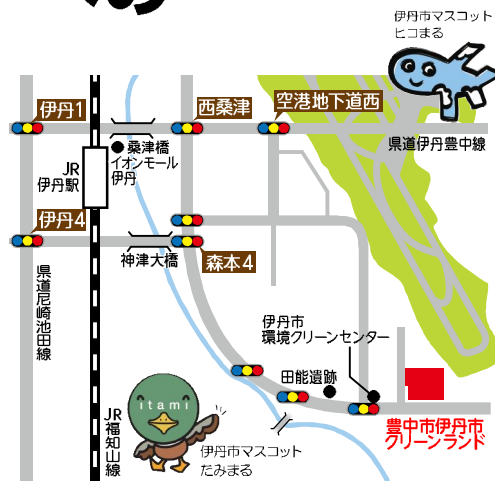 伊丹市マスコット
ヒコまる
伊丹1
西桑津
空港地下道西
桑津橋
イオンモール
伊丹
県道伊丹豊中線
JR
伊丹駅
伊丹4
神津大橋
森本4
県道尼崎池田線
伊丹市
環境クリーンセンター
田能遺跡
itami
JR
福知山線
伊丹市マスコット
たみまる
豊中市伊丹市
クリーンランド